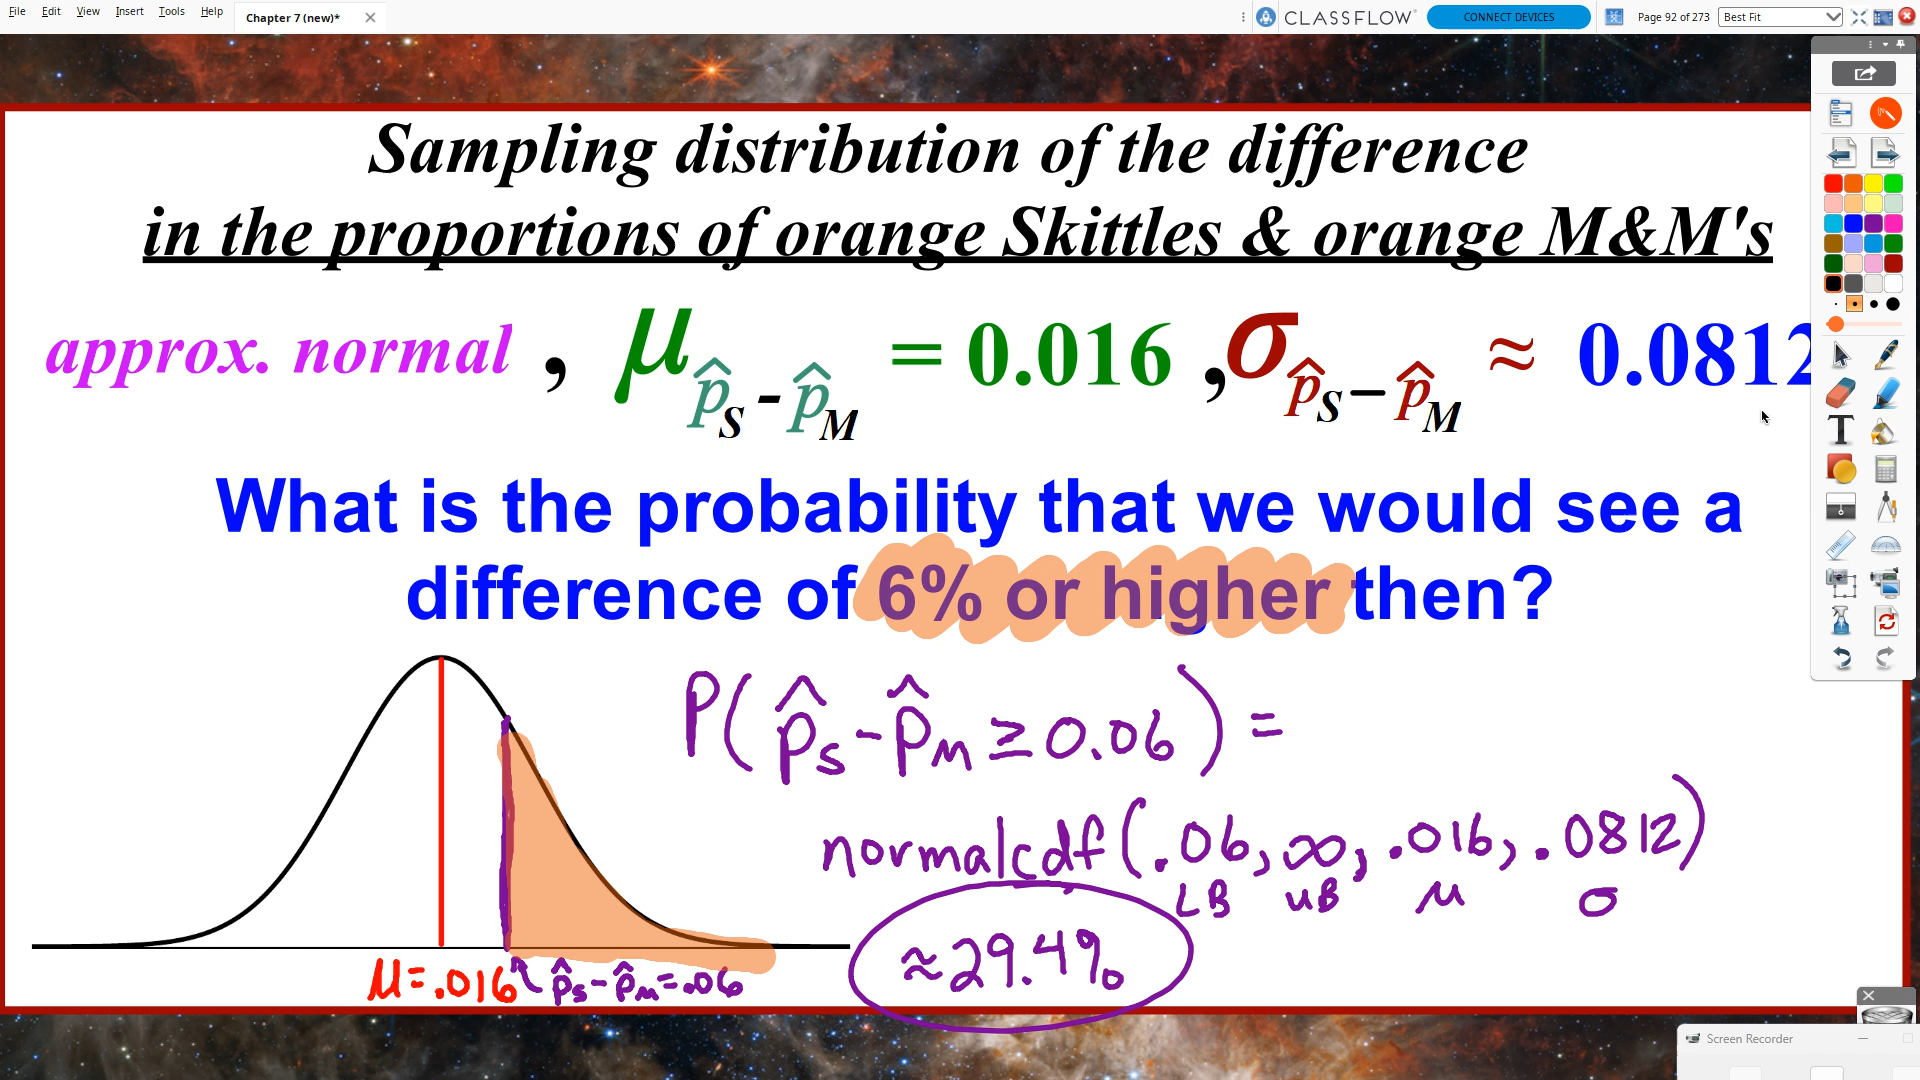 File Edit View Insert Tools Help Chapter 7 (new)* CLASSFLOW CONNECT DEVICES Page 92 of 273 Best Fit
Sampling distribution of the difference
in the proportions of orange Skittles & orange M&M's
approx. normal , μ p̂S - p̂M = 0.016 , σ p̂S − p̂M ≈ 0.0812
What is the probability that we would see a
difference of 6% or higher then?
P( p̂S - p̂M ≥ 0.06 ) =
normalcdf(.06, ∞, .016, .0812)
LB UB μ σ
≈29.4%
μ=.016 p̂S - p̂M = .06
Screen Recorder